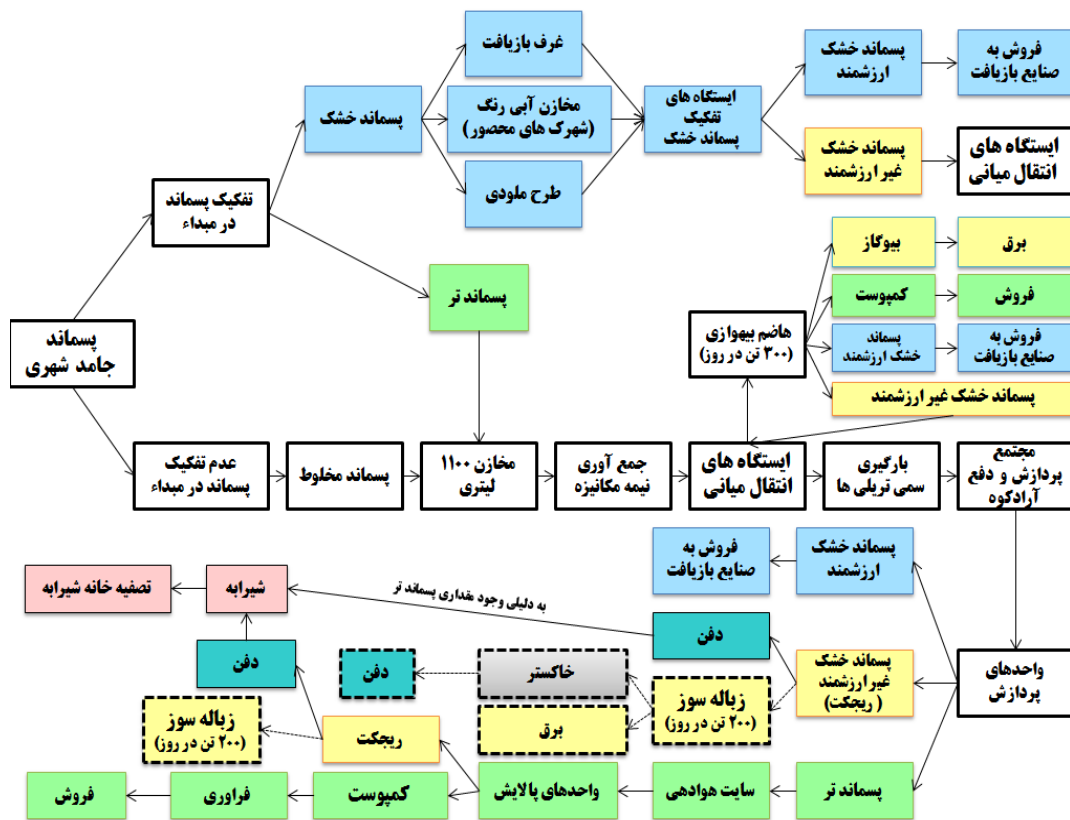 غرف بازیافت
پسماند خشک
ارزشمند
فروش به
صنایع بازیافت
پسماند خشک
مخازن آبی رنگ
(شهرک های محصور)
ایستگاه های
تفکیک
پسماند خشک
پسماند خشک
غیر ارزشمند
ایستگاه های
انتقال میانی
طرح ملودی
تفکیک پسماند
در مبداء
بیوگاز
برق
پسماند تر
کمپوست
فروش
پسماند
جامد شهری
هاضم بیهوازی
(۳۰۰ تن در روز)
پسماند
خشک ارزشمند
فروش به
صنایع بازیافت
پسماند خشک غیر ارزشمند
عدم تفکیک
پسماند در مبداء
پسماند مخلوط
مخازن ۱۱۰۰
لیتری
جمع آوری
نیمه مکانیزه
ایستگاه های
انتقال میانی
بارگیری
سمی تریلی ها
مجتمع
پردازش و دفع
آرادکوه
پسماند خشک
ارزشمند
فروش به
صنایع بازیافت
به دلیلی وجود مقداری پسماند تر
شیرابه
تصفیه خانه شیرابه
واحدهای
پردازش
پسماند خشک
غیر ارزشمند
(ریجکت)
دفن
خاکستر
دفن
دفن
زباله سوز
(۲۰۰ تن در روز)
برق
ریجکت
زباله سوز
(۲۰۰ تن در روز)
پسماند تر
سایت هوادهی
واحدهای پالایش
کمپوست
فراوری
فروش